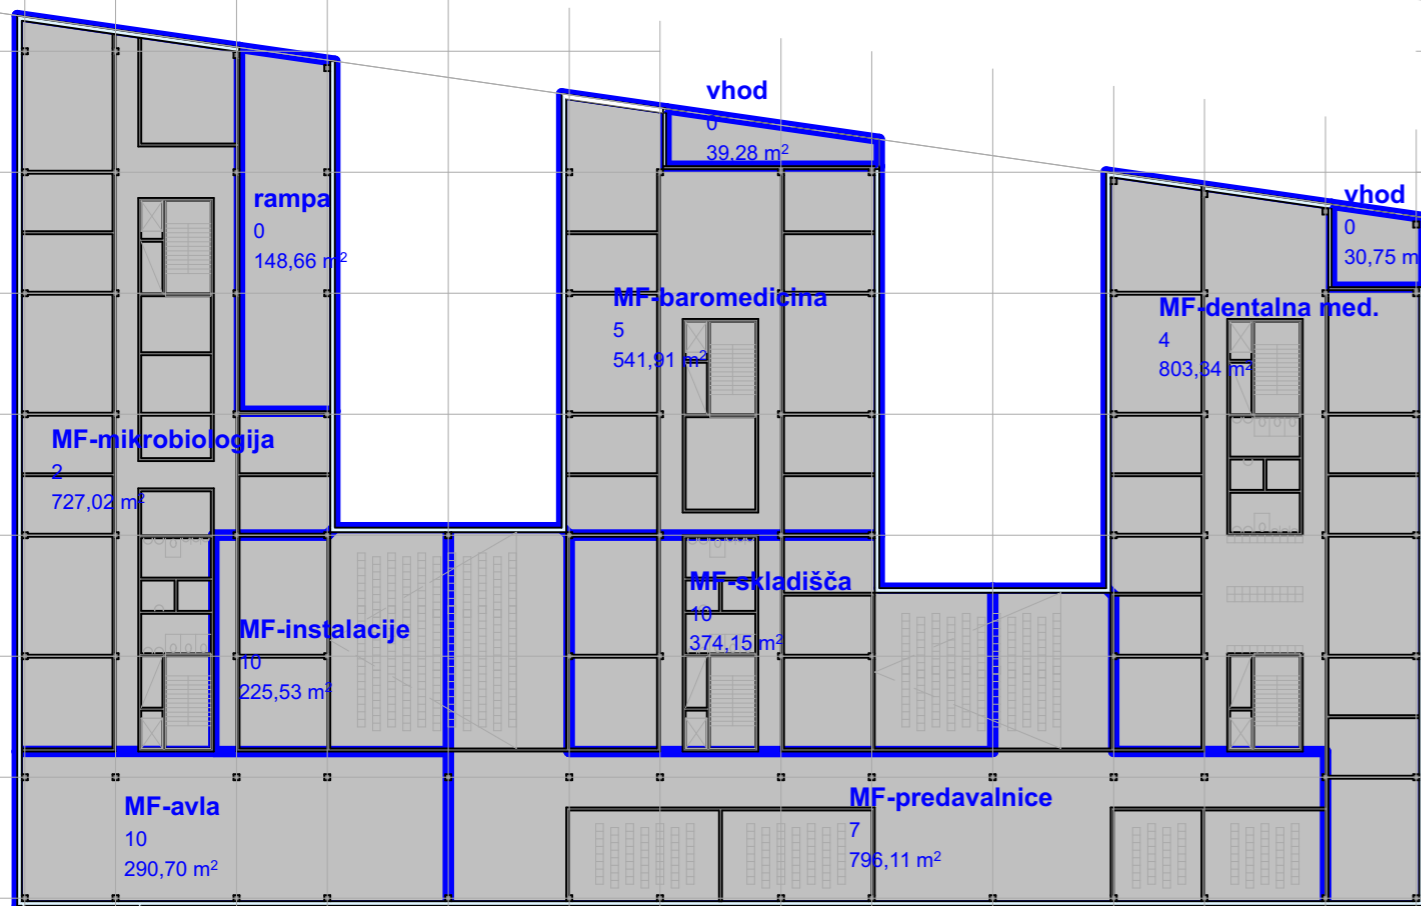 vhod
0
39,28 m²
rampa
0
148,66 m²
vhod
0
30,75 m
MF-baromedicina
5
541,91 m²
MF-dentalna med.
4
803,34 m²
MF-mikrobiologija
2
727,02 m²
MF-skladišča
10
374,15 m²
MF-instalacije
10
225,53 m²
MF-avla
10
290,70 m²
MF-predavalnice
7
796,11 m²